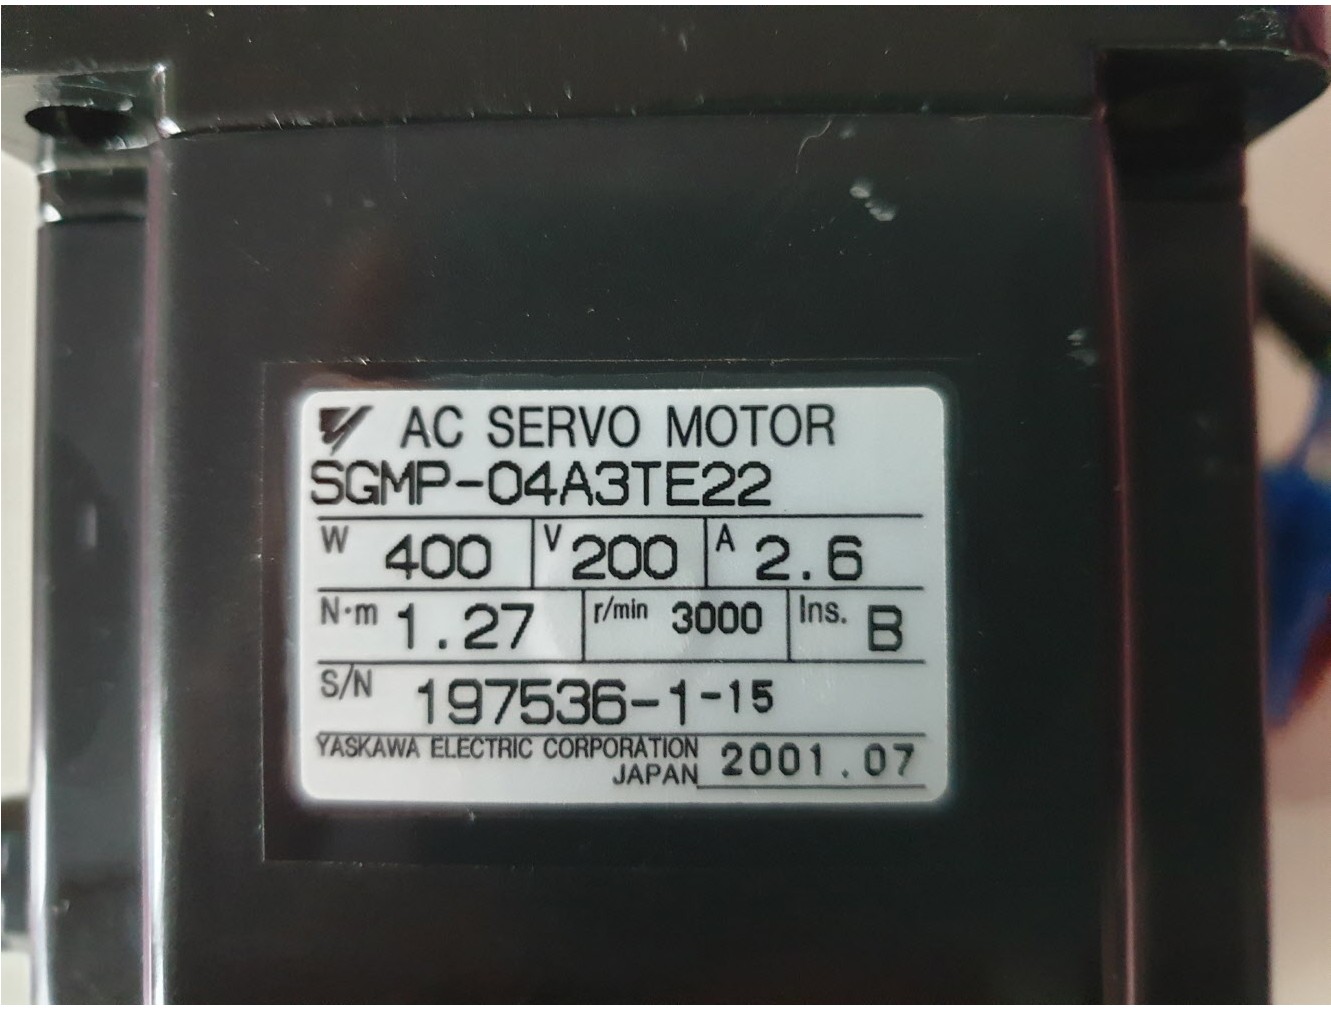 AC SERVO MOTOR
SGMP-04A3TE22
W 400 V 200 A 2.6
N·m 1.27 r/min 3000 Ins. B
S/N 197536-1-15
YASKAWA ELECTRIC CORPORATION
JAPAN 2001.07